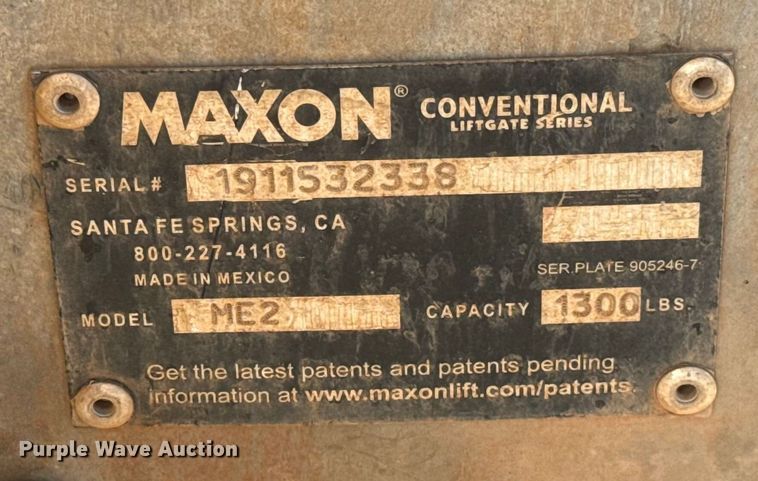 MAXON® CONVENTIONAL
LIFTGATE SERIES
SERIAL # 1911532338
SANTA FE SPRINGS, CA
800-227-4116
MADE IN MEXICO
SER.PLATE 905246-7
MODEL ME2 CAPACITY 1300 LBS.
Get the latest patents and patents pending
information at www.maxonlift.com/patents.
Purple Wave Auction